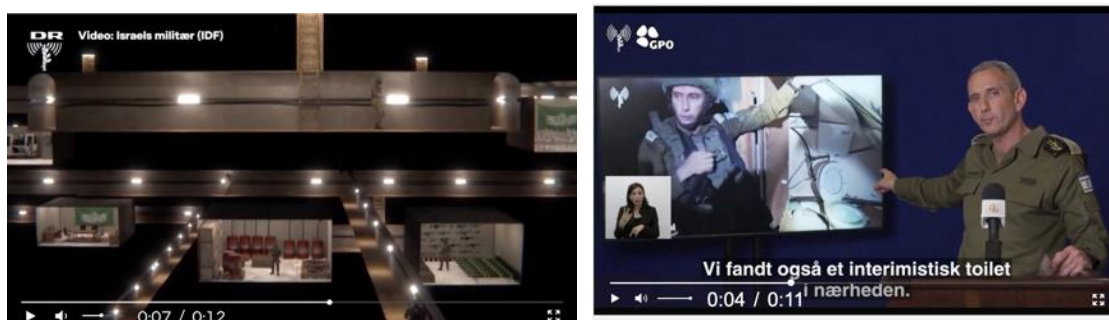 DR Video: Israels militær (IDF)
0:07 / 0:12
GPO
Vi fandt også et interimistisk toilet
i nærheden.
0:04 / 0:11